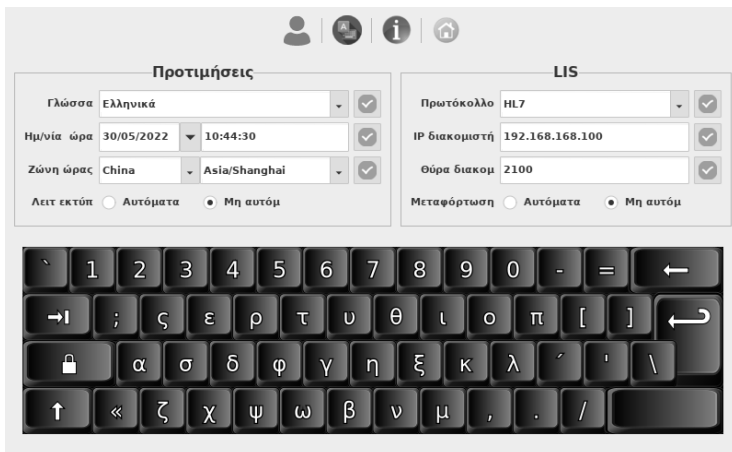 Προτιμήσεις
Γλώσσα Ελληνικά
Ημ/νία ώρα 30/05/2022 10:44:30
Ζώνη ώρας China Asia/Shanghai
Λειτ εκτύπ Αυτόματα Μη αυτόμ
LIS
Πρωτόκολλο HL7
IP διακομιστή 192.168.168.100
Θύρα διακομ 2100
Μεταφόρτωση Αυτόματα Μη αυτόμ
` 1 2 3 4 5 6 7 8 9 0 - =
; ς ε ρ τ υ θ ι ο π [ ]
α σ δ φ γ η ξ κ λ ´ ' \
« ζ χ ψ ω β ν μ , . /